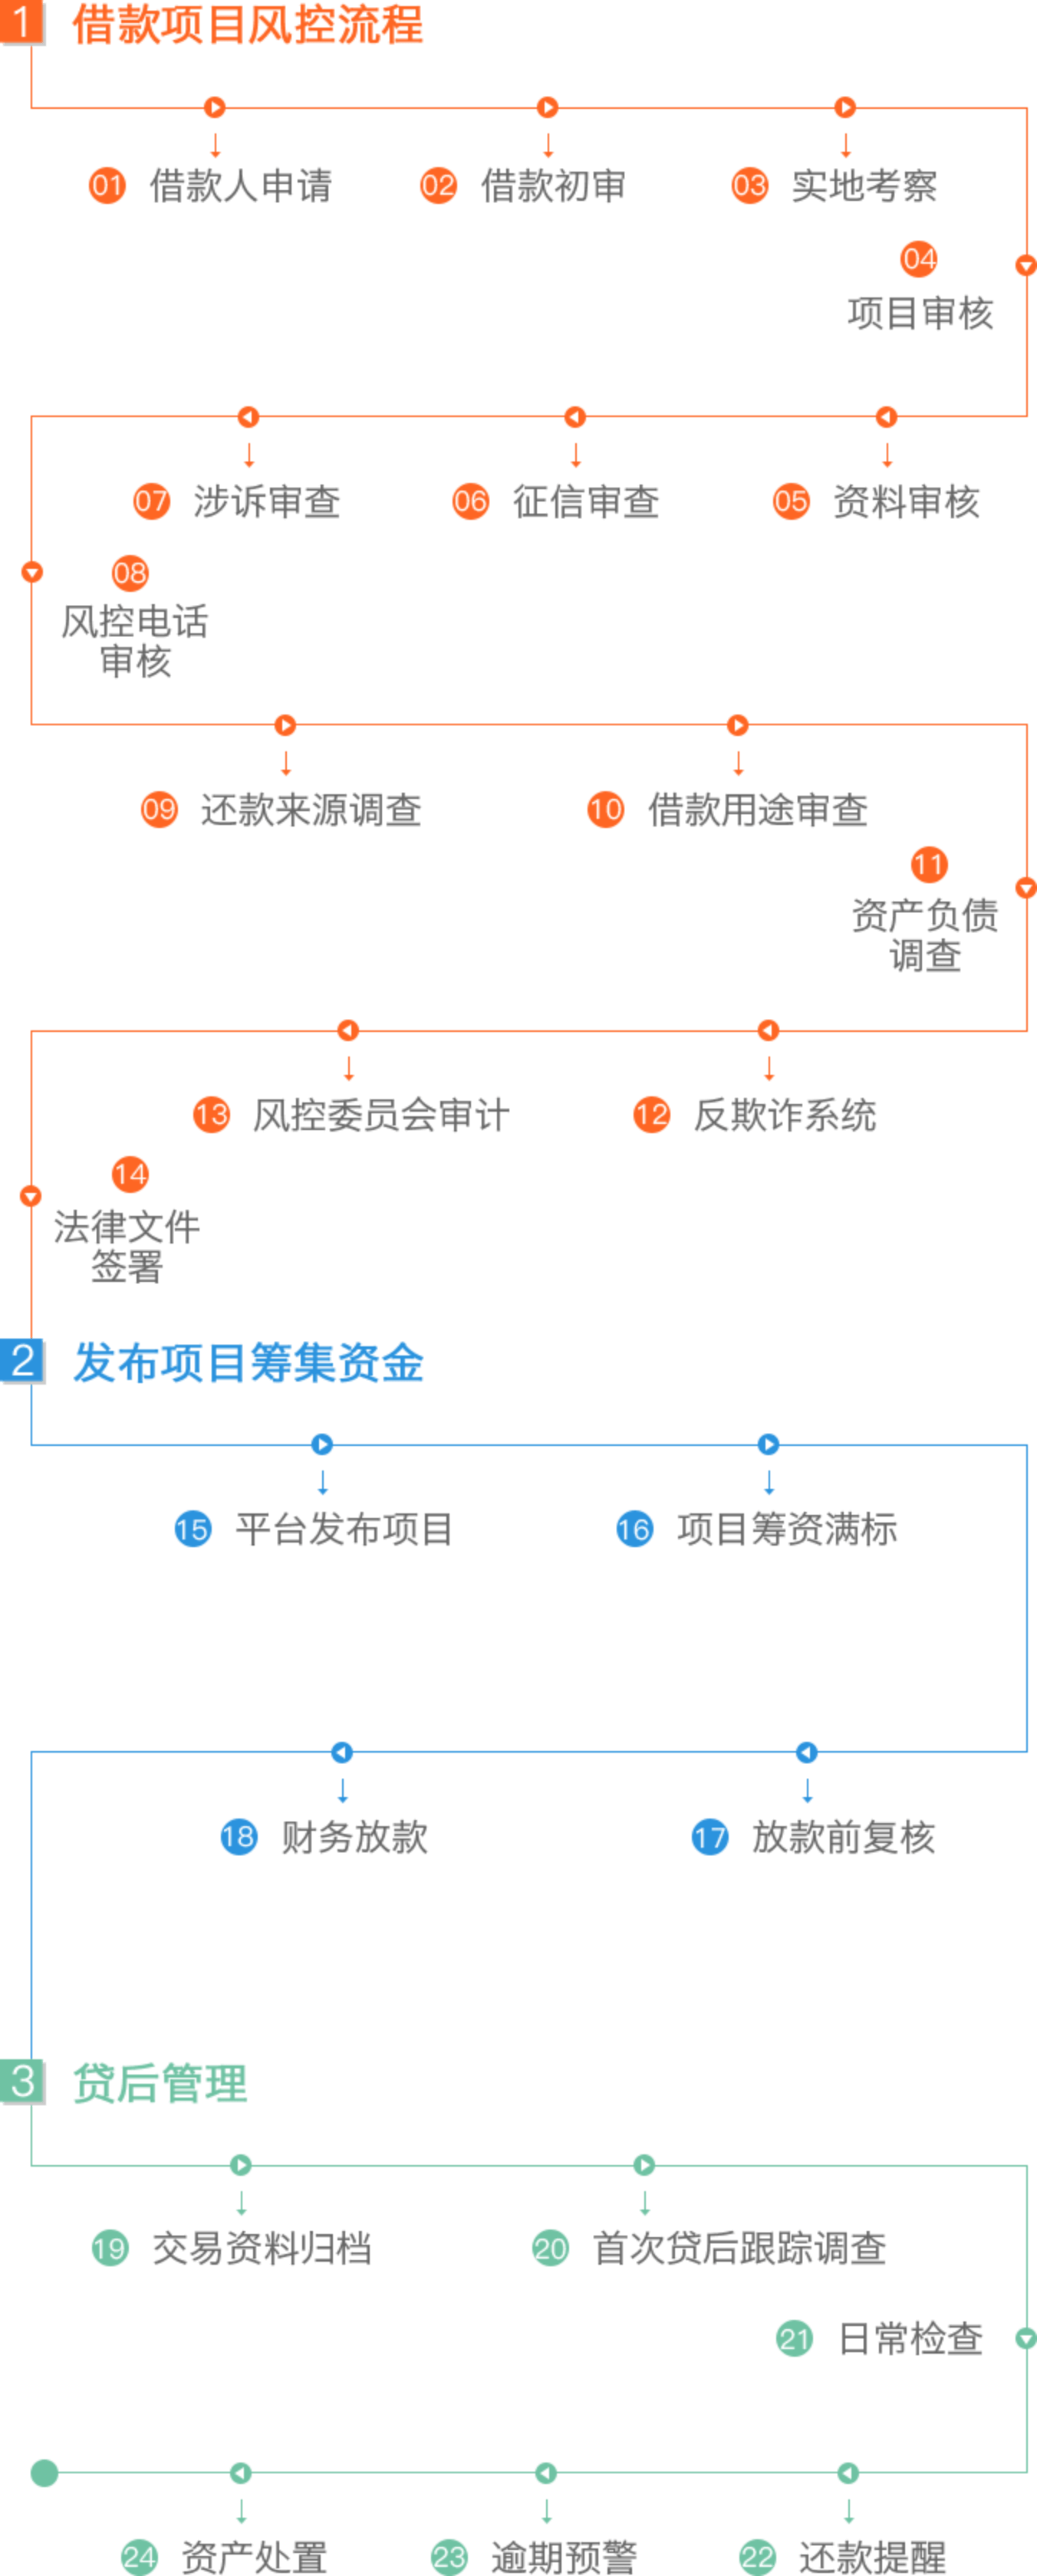 1 借款项目风控流程
01 借款人申请
02 借款初审
03 实地考察
04
项目审核
05 资料审核
06 征信审查
07 涉诉审查
08
风控电话
审核
09 还款来源调查
10 借款用途审查
11
资产负债
调查
12 反欺诈系统
13 风控委员会审计
14
法律文件
签署
2 发布项目筹集资金
15 平台发布项目
16 项目筹资满标
17 放款前复核
18 财务放款
3 贷后管理
19 交易资料归档
20 首次贷后跟踪调查
21 日常检查
22 还款提醒
23 逾期预警
24 资产处置